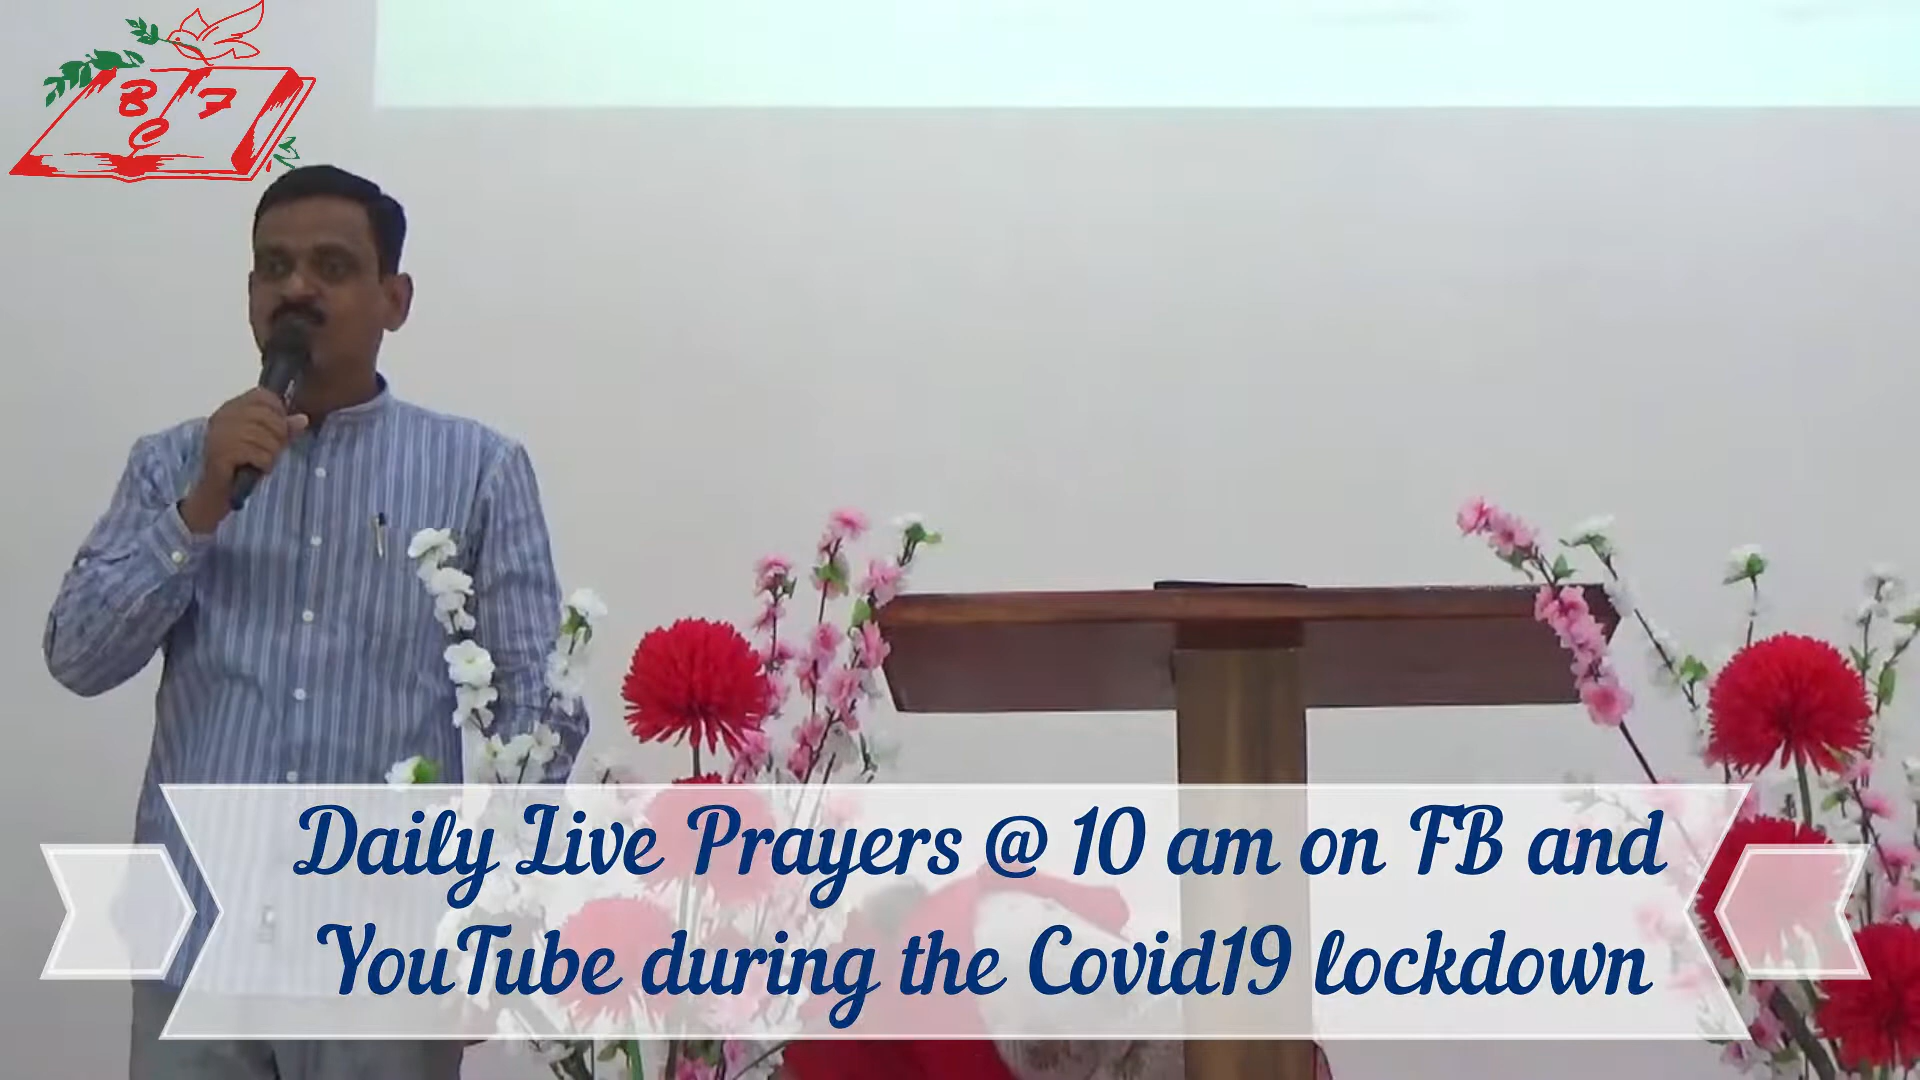 B F
C
Daily Live Prayers @ 10 am on FB and
YouTube during the Covid19 lockdown